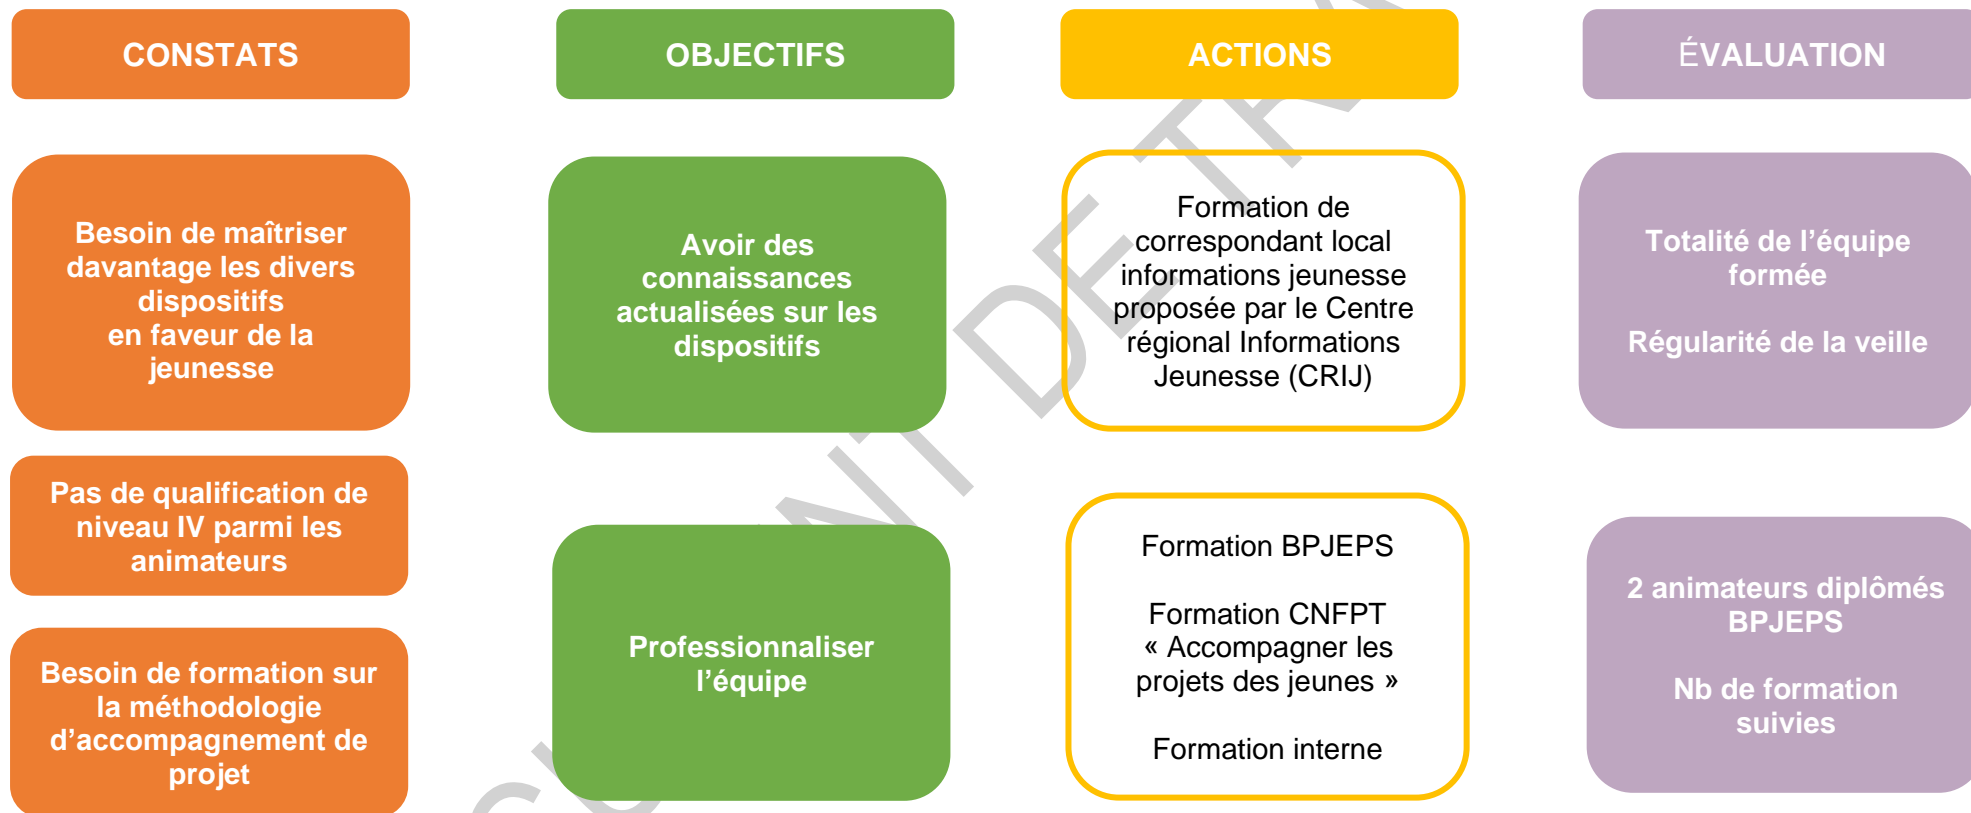 CONSTATS
OBJECTIFS
ACTIONS
ÉVALUATION
Besoin de maîtriser
davantage les divers
dispositifs
en faveur de la
jeunesse
Avoir des
connaissances
actualisées sur les
dispositifs
Formation de
correspondant local
informations jeunesse
proposée par le Centre
régional Informations
Jeunesse (CRIJ)
Totalité de l’équipe
formée
Régularité de la veille
Pas de qualification de
niveau IV parmi les
animateurs
Besoin de formation sur
la méthodologie
d’accompagnement de
projet
Professionnaliser
l’équipe
Formation BPJEPS
Formation CNFPT
« Accompagner les
projets des jeunes »
Formation interne
2 animateurs diplômés
BPJEPS
Nb de formation
suivies
DE